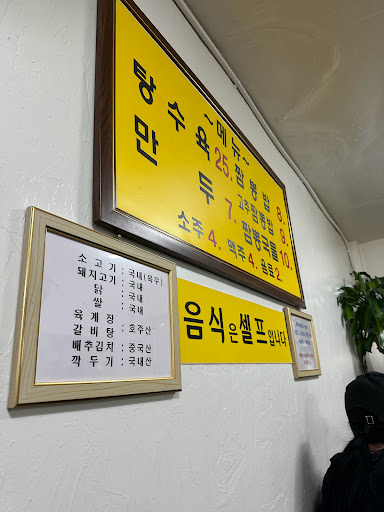 ~메뉴~
탕수육 25. 짬뽕밥 8.
만두 7. 고추짬뽕밥 9.
짬뽕국물 10.
소주 4. 맥주 4. 음료 2.
소고기 : 국내(육우)
돼지고기 : 국내
닭 : 국내
쌀 : 국내
육계장
갈비탕 : 호주산
배추김치 : 중국산
깍두기 : 국내산
음식은 셀프입니다